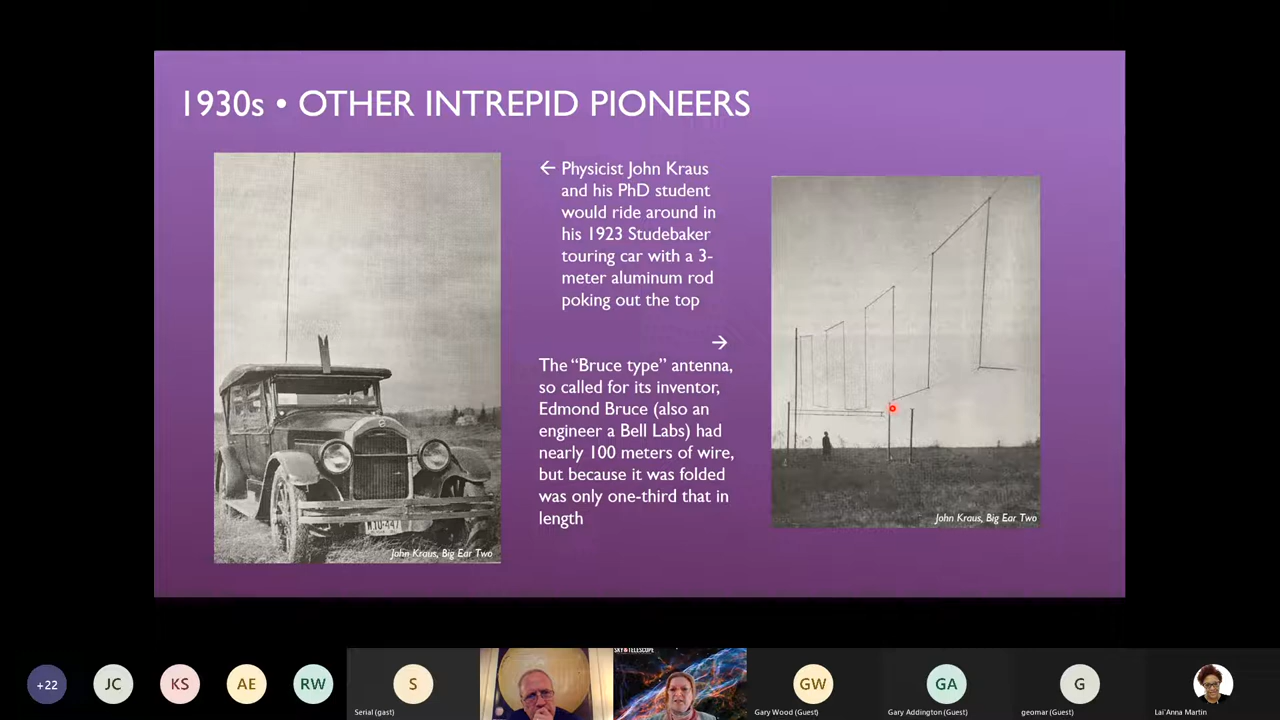 1930s • OTHER INTREPID PIONEERS
← Physicist John Kraus
and his PhD student
would ride around in
his 1923 Studebaker
touring car with a 3-
meter aluminum rod
poking out the top
→
The “Bruce type” antenna,
so called for its inventor,
Edmond Bruce (also an
engineer a Bell Labs) had
nearly 100 meters of wire,
but because it was folded
was only one-third that in
length
John Kraus, Big Ear Two
John Kraus, Big Ear Two
SKY & TELESCOPE
+22
JC
KS
AE
RW
S
GW
GA
G
Serial (gast)
Gary Wood (Guest)
Gary Addington (Guest)
geomar (Guest)
Lai'Anna Martin